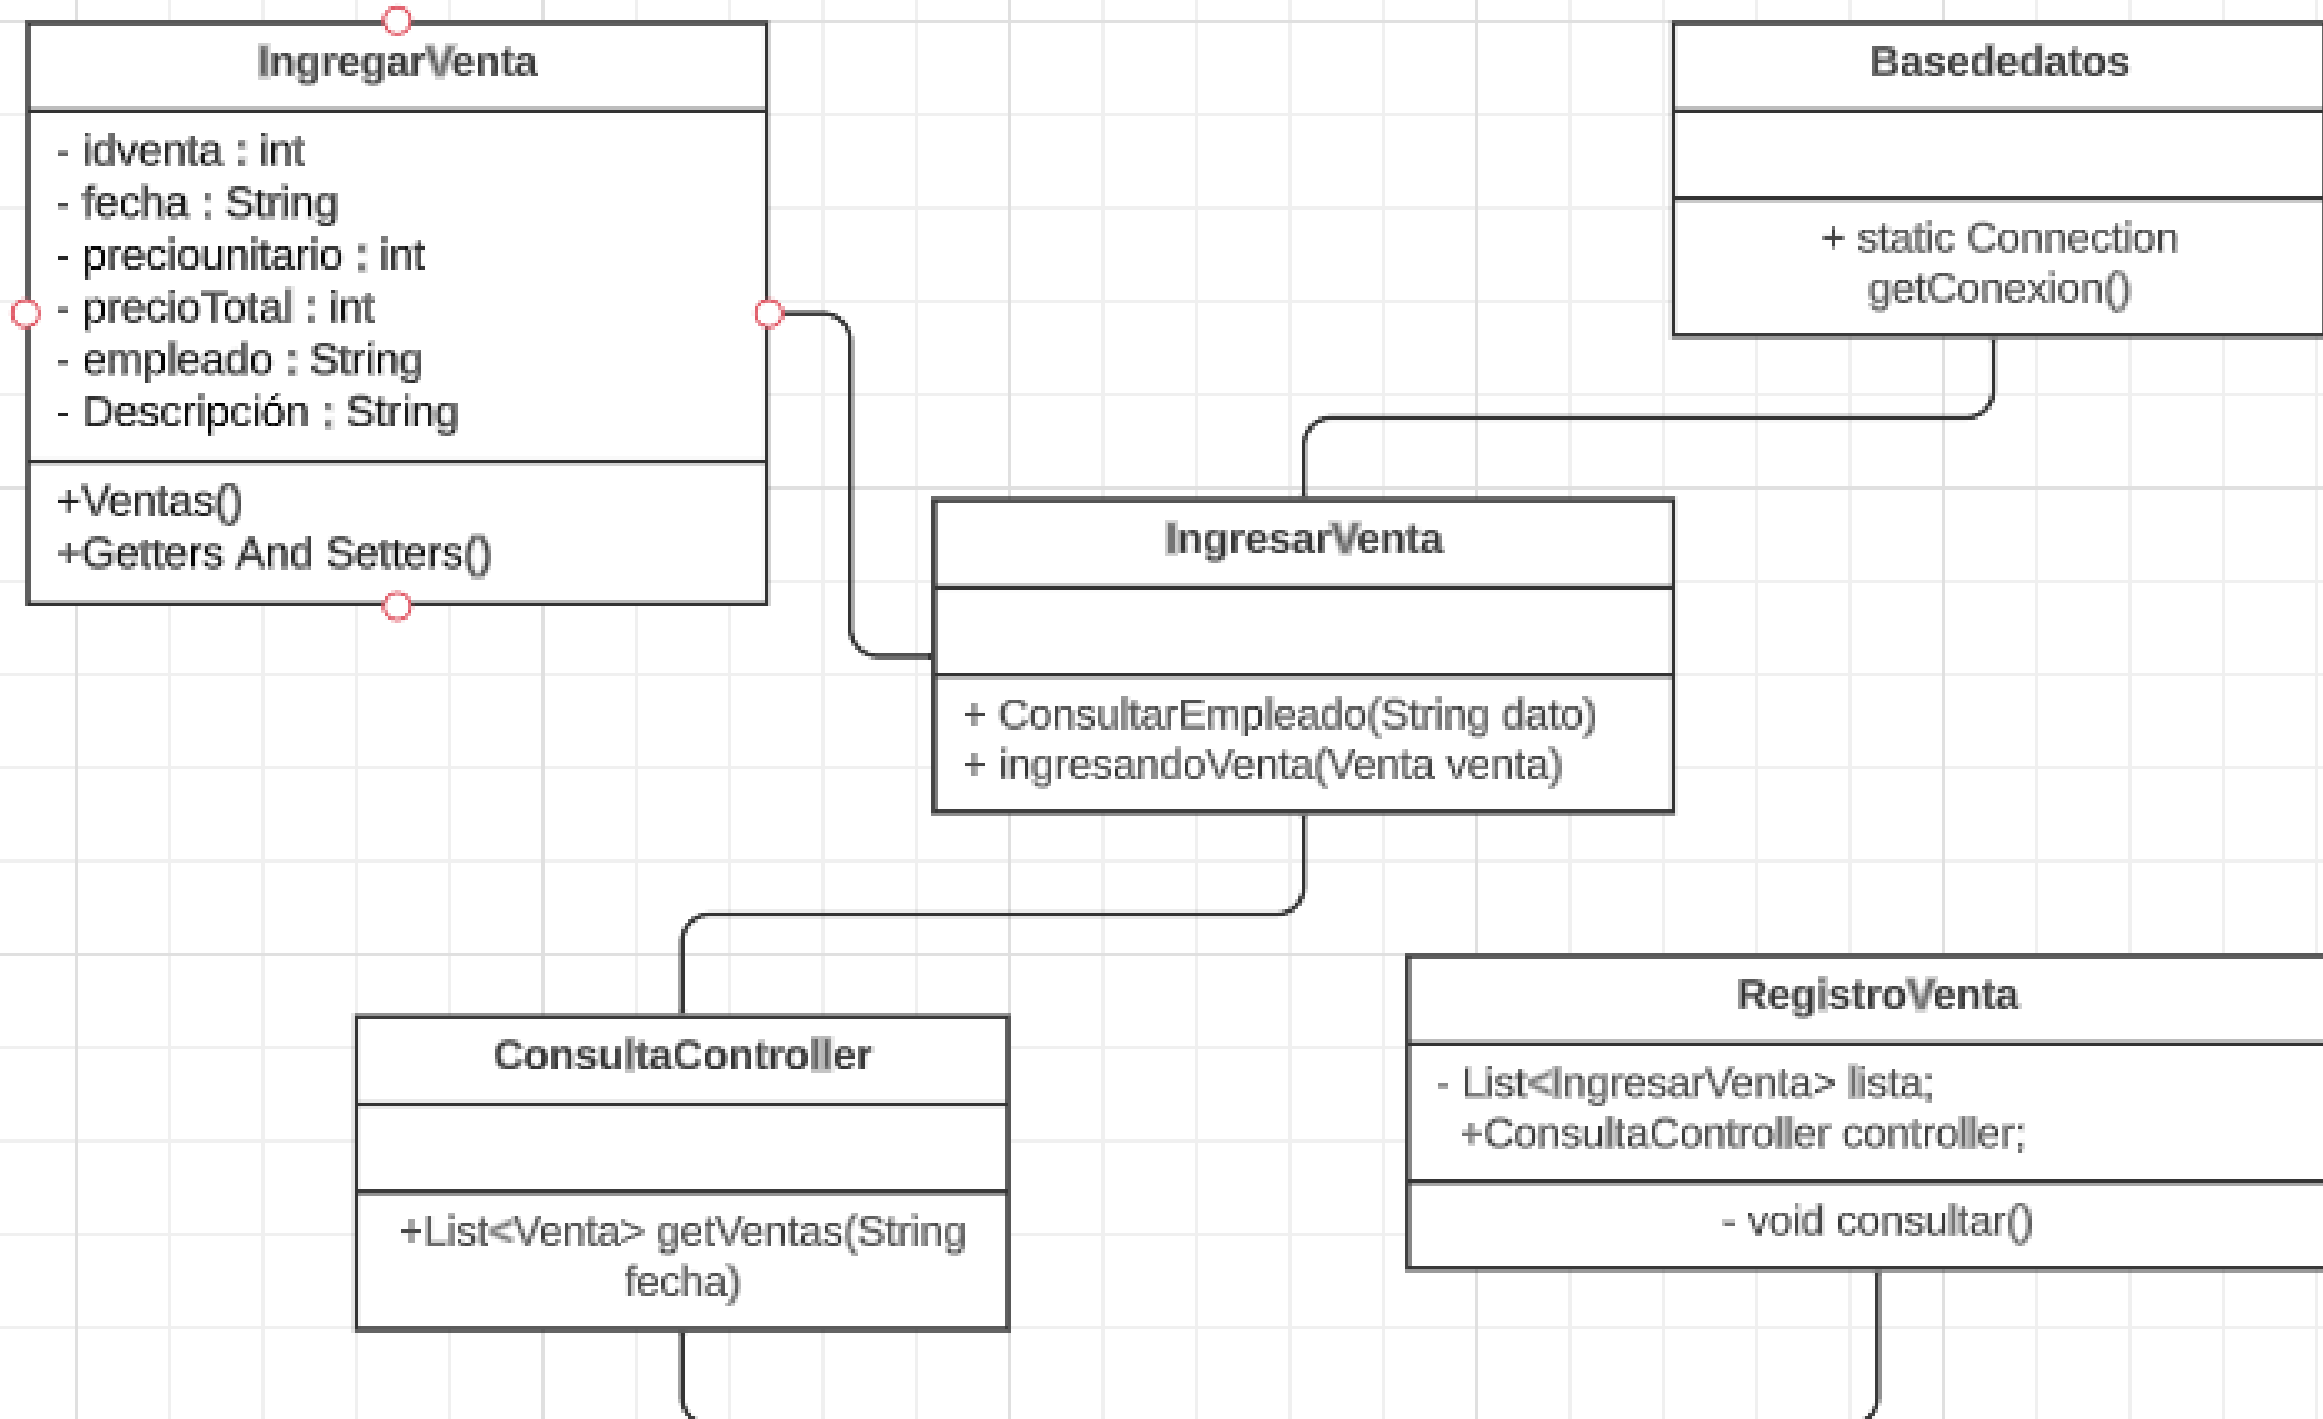 IngregarVenta
- idventa : int
- fecha : String
- preciounitario : int
- precioTotal : int
- empleado : String
- Descripción : String
+Ventas()
+Getters And Setters()
Basededatos
+ static Connection
getConexion()
IngresarVenta
+ ConsultarEmpleado(String dato)
+ ingresandoVenta(Venta venta)
ConsultaController
+List<Venta> getVentas(String
fecha)
RegistroVenta
- List<IngresarVenta> lista;
+ConsultaController controller;
- void consultar()